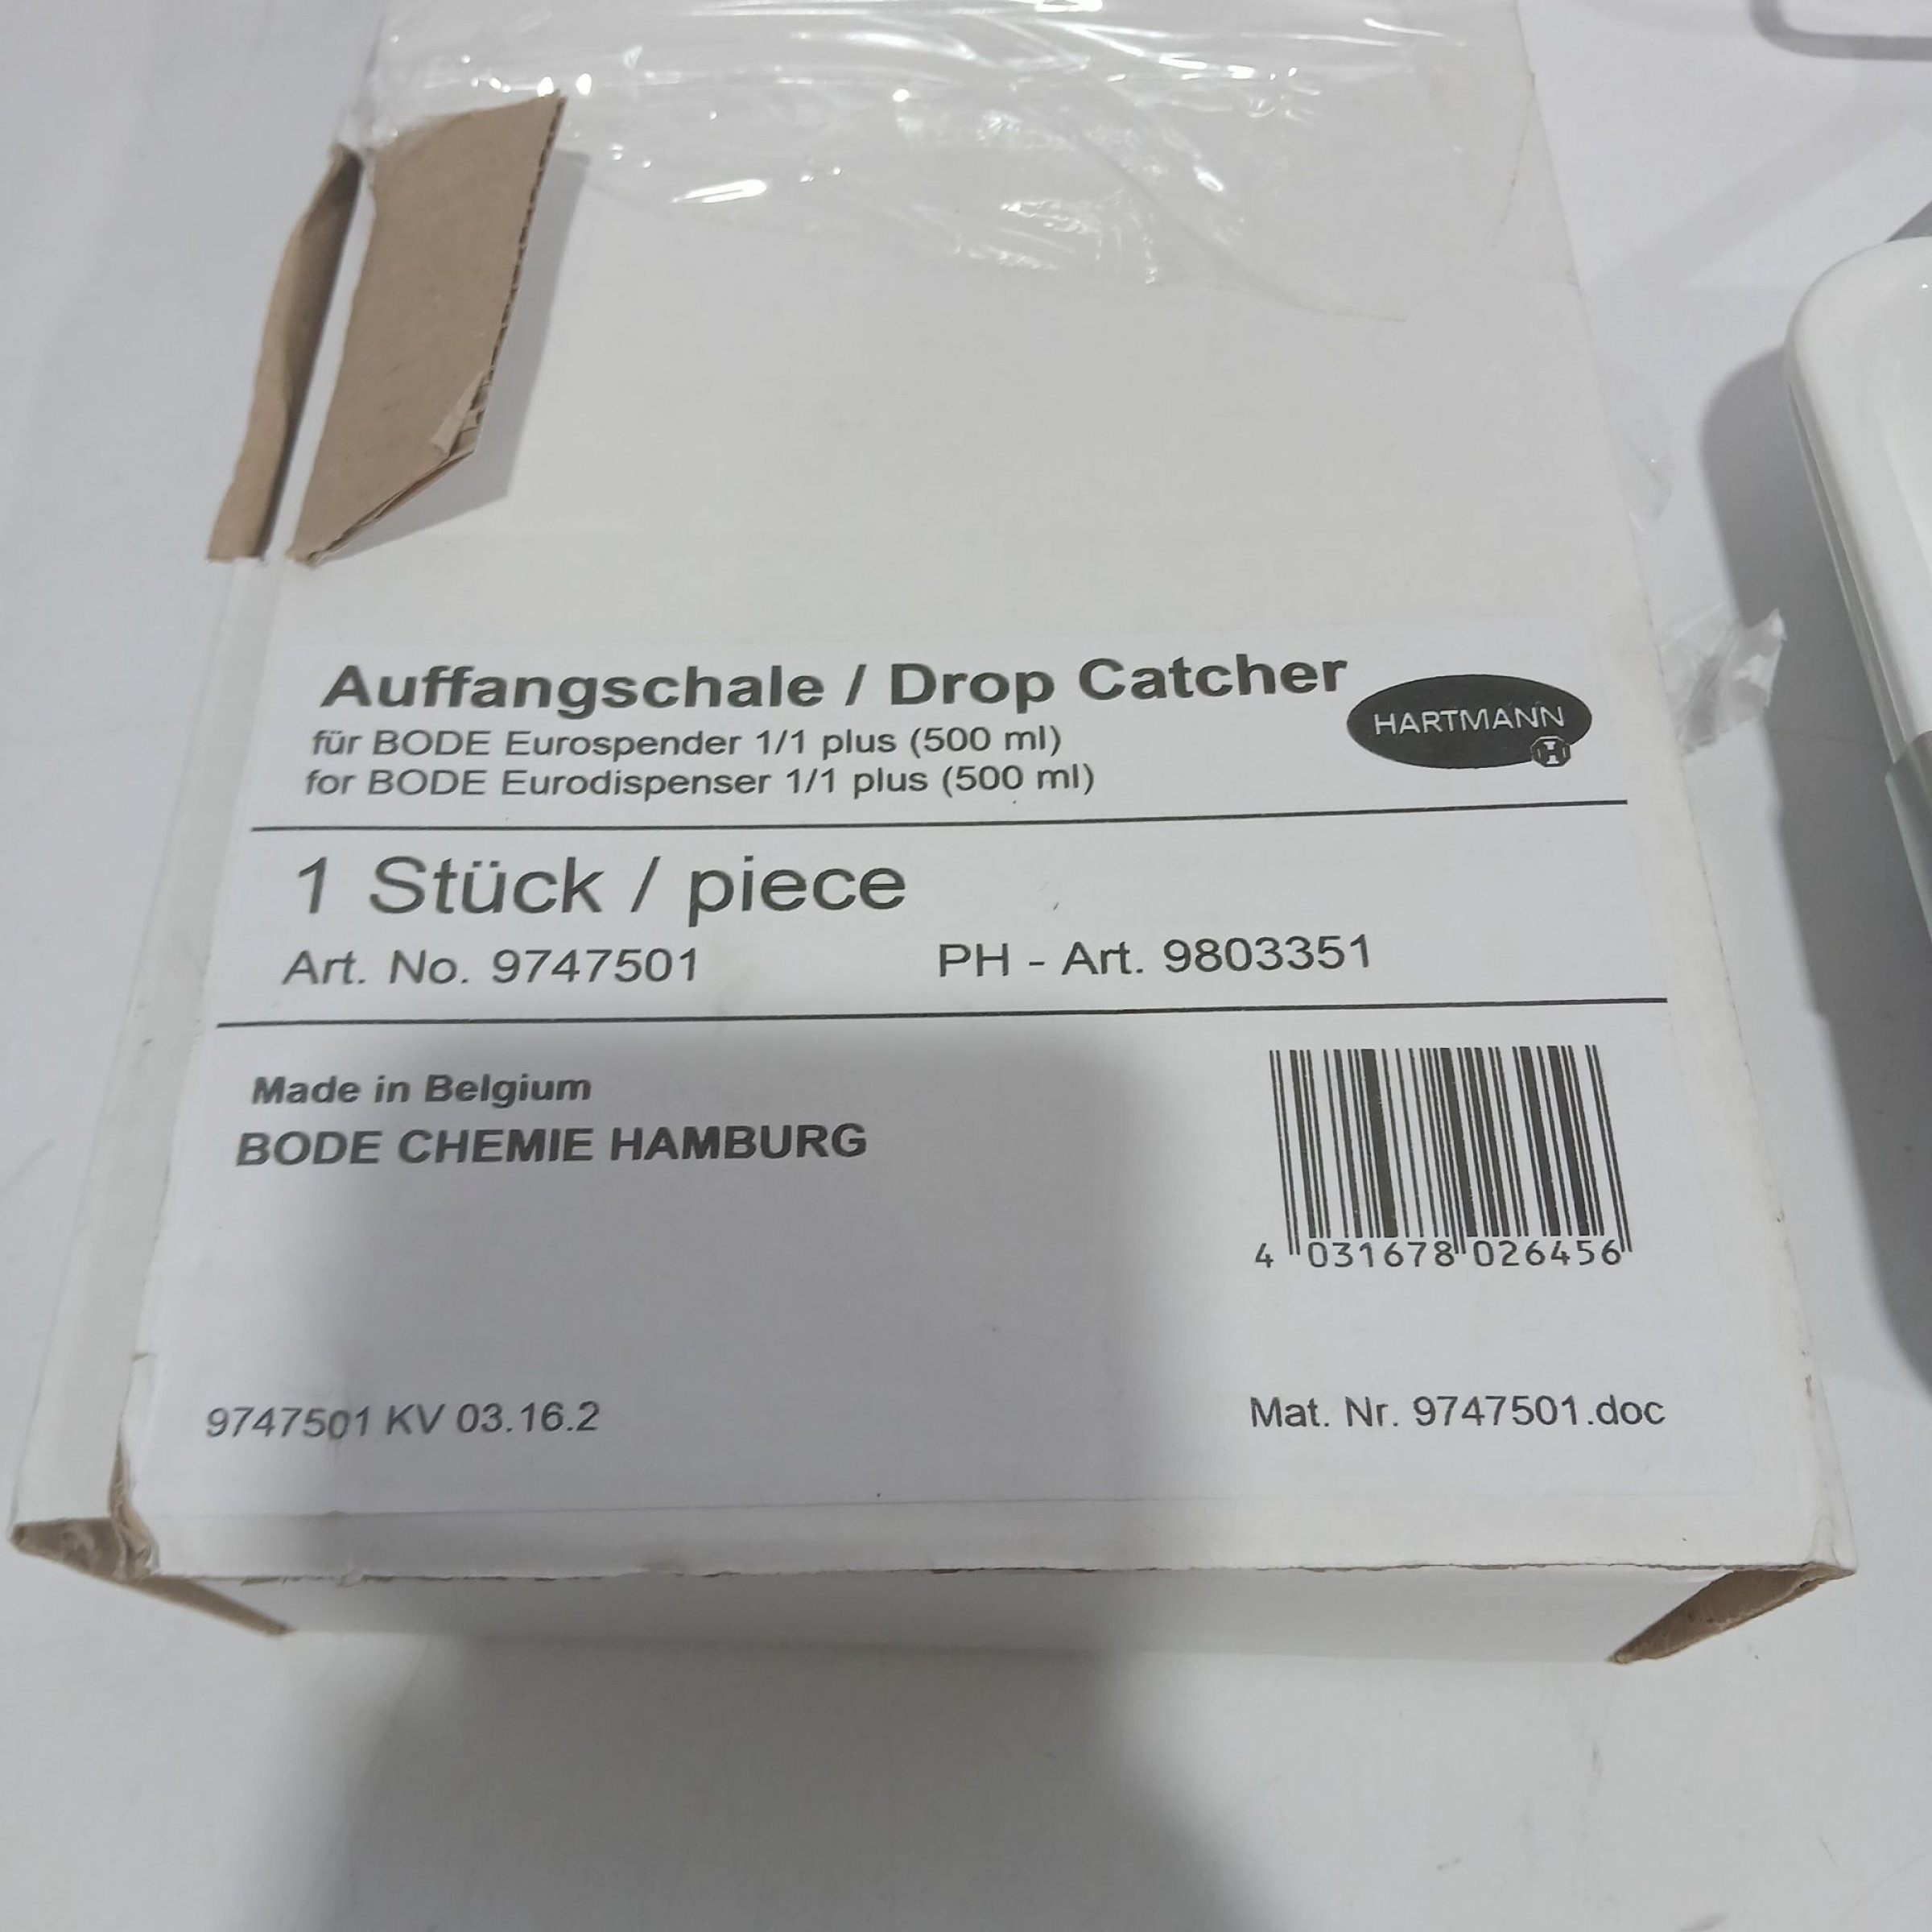 Auffangschale / Drop Catcher
für BODE Eurospender 1/1 plus (500 ml)
for BODE Eurodispenser 1/1 plus (500 ml)
HARTMANN
1 Stück / piece
Art. No. 9747501 PH - Art. 9803351
Made in Belgium
BODE CHEMIE HAMBURG
4 031678 026456
9747501 KV 03.16.2 Mat. Nr. 9747501.doc